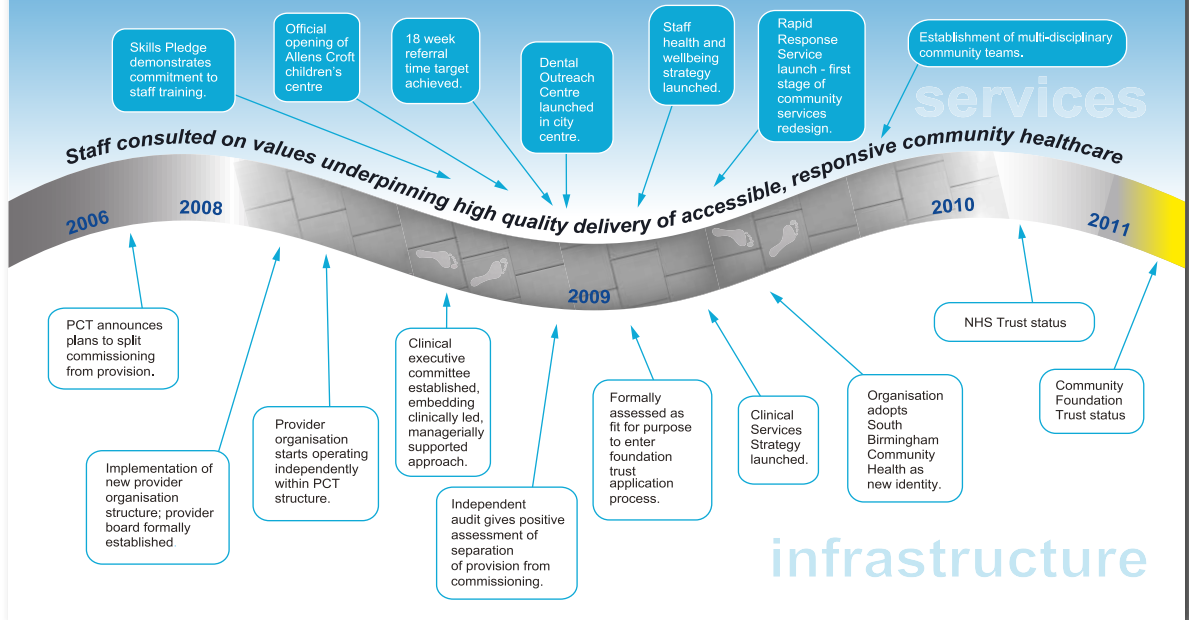 Skills Pledge
demonstrates
commitment to
staff training.
Official
opening of
Allens Croft
children's
centre
18 week
referral
time target
achieved.
Dental
Outreach
Centre
launched
in city
centre.
Staff
health and
wellbeing
strategy
launched.
Rapid
Response
Service
launch - first
stage of
community
services
redesign.
Establishment of multi-disciplinary
community teams.
services
Staff consulted on values underpinning high quality delivery of accessible, responsive community healthcare
2006
2008
2009
2010
2011
PCT announces
plans to split
commissioning
from provision.
Implementation of
new provider
organisation
structure; provider
board formally
established.
Provider
organisation
starts operating
independently
within PCT
structure.
Clinical
executive
committee
established,
embedding
clinically led,
managerially
supported
approach.
Independent
audit gives positive
assessment of
separation
of provision from
commissioning.
Formally
assessed as
fit for purpose
to enter
foundation
trust
application
process.
Clinical
Services
Strategy
launched.
Organisation
adopts
South
Birmingham
Community
Health as
new identity.
NHS Trust status
Community
Foundation
Trust status
infrastructure